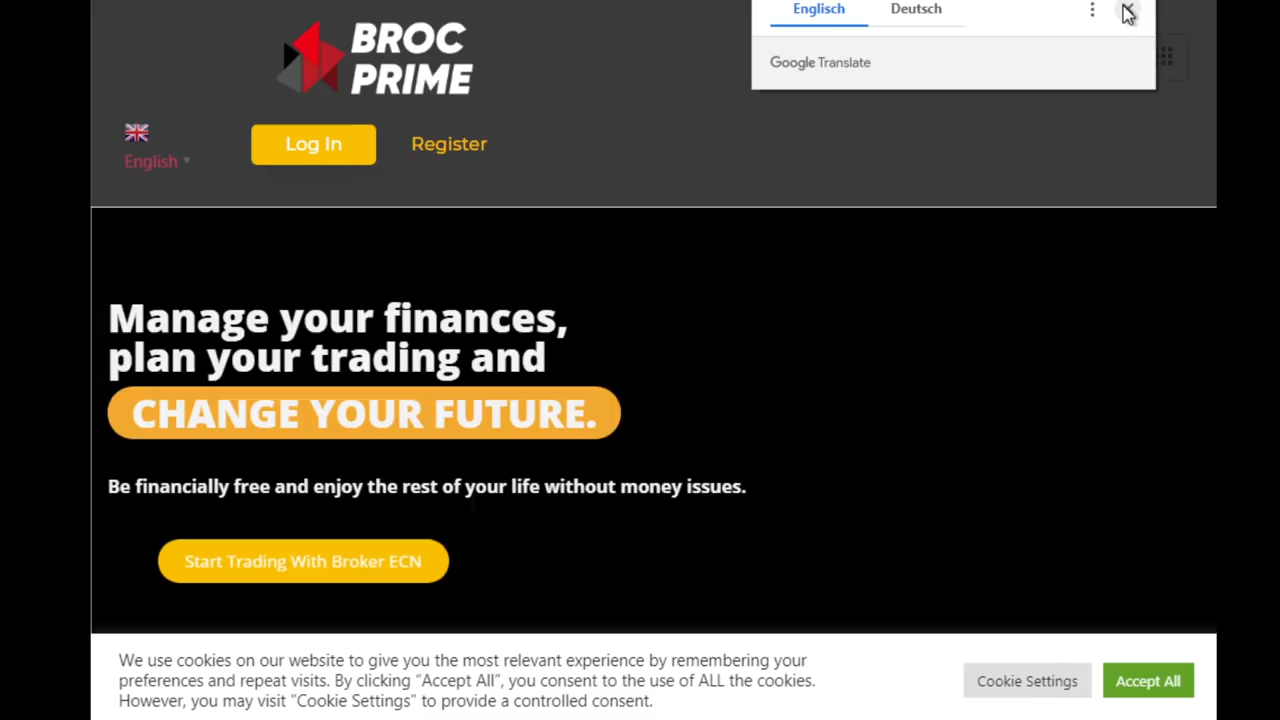 BROC
PRIME
Englisch Deutsch
Google Translate
English
Log In
Register
Manage your finances,
plan your trading and
CHANGE YOUR FUTURE.
Be financially free and enjoy the rest of your life without money issues.
Start Trading With Broker ECN
We use cookies on our website to give you the most relevant experience by remembering your
preferences and repeat visits. By clicking “Accept All”, you consent to the use of ALL the cookies.
However, you may visit "Cookie Settings" to provide a controlled consent.
Cookie Settings
Accept All